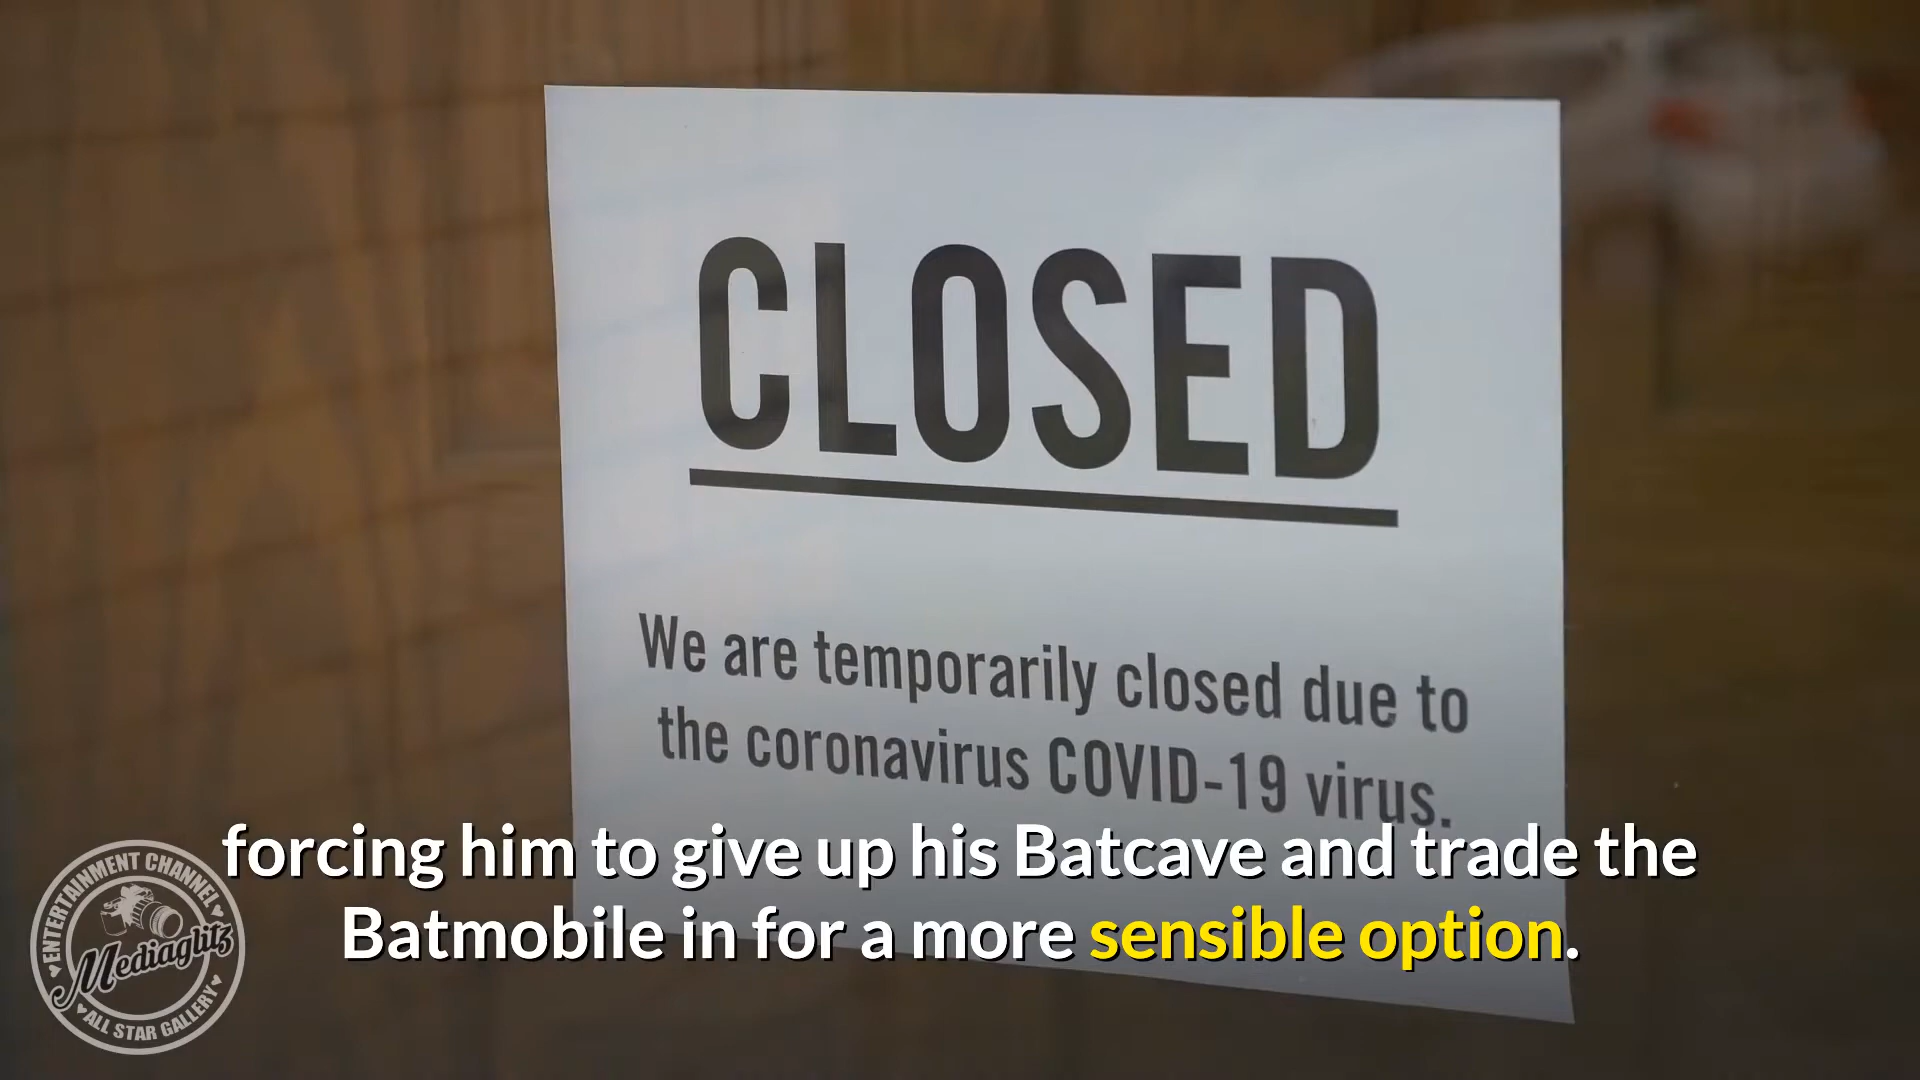 CLOSED
We are temporarily closed due to
the coronavirus COVID-19 virus.
forcing him to give up his Batcave and trade the
Batmobile in for a more sensible option.
ENTERTAINMENT CHANNEL
Mediaglitz
ALL STAR GALLERY